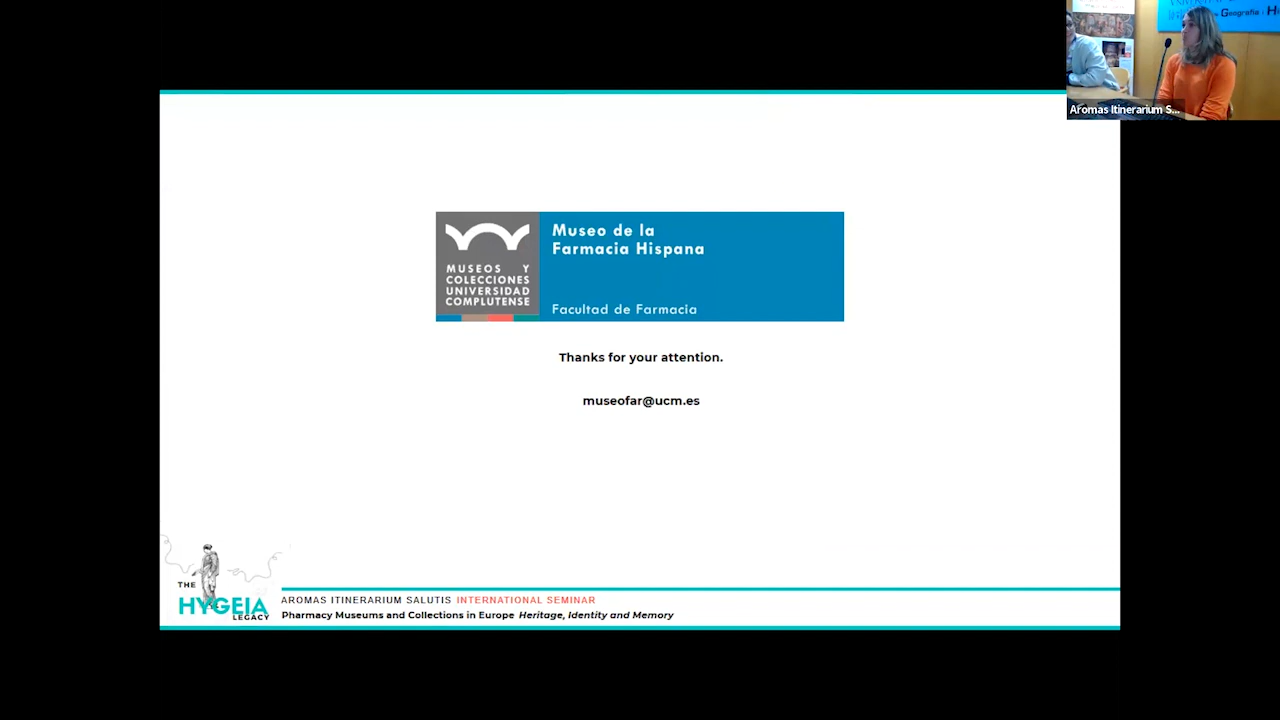 Geografia i H
Aromas Itinerarium S...
Museo de la
Farmacia Hispana
MUSEOS Y
COLECCIONES
UNIVERSIDAD
COMPLUTENSE
Facultad de Farmacia
Thanks for your attention.
museofar@ucm.es
THE
HYGEIA
LEGACY
AROMAS ITINERARIUM SALUTIS INTERNATIONAL SEMINAR
Pharmacy Museums and Collections in Europe Heritage, Identity and Memory